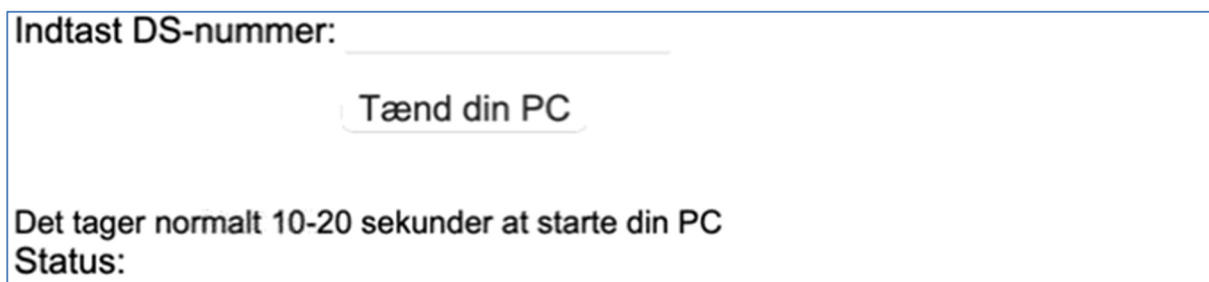 Indtast DS-nummer:
Tænd din PC
Det tager normalt 10-20 sekunder at starte din PC
Status: